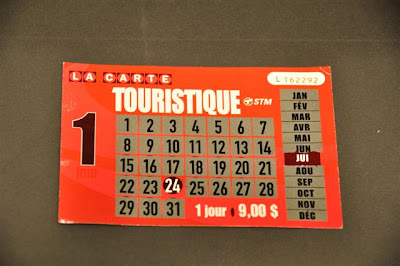 LA CARTE
L 162292
TOURISTIQUE STM
1
jour
1 2 3 4 5 6 7
8 9 10 11 12 13 14
15 16 17 18 19 20 21
22 23 24 25 26 27 28
29 30 31
1 jour 9,00 $
JAN
FÉV
MAR
AVR
MAI
JUN
JUI
AOU
SEP
OCT
NOV
DÉC